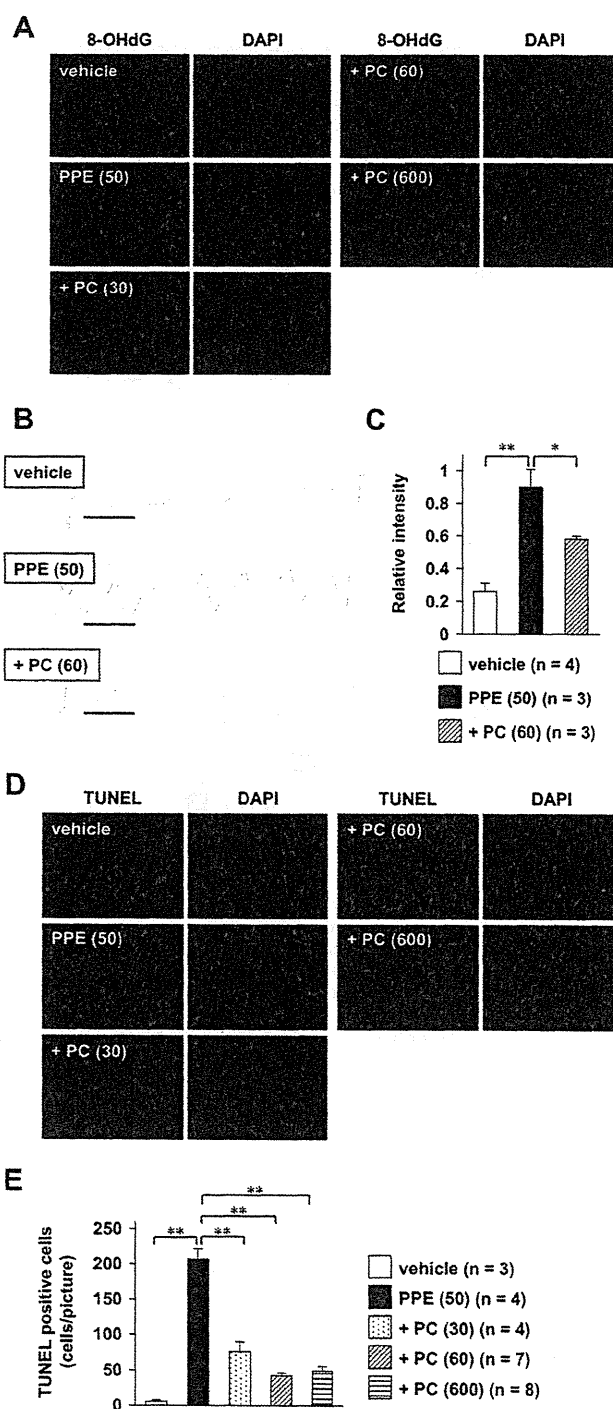 A
8-OHdG DAPI 8-OHdG DAPI
vehicle
+ PC (60)
PPE (50)
+ PC (600)
+ PC (30)
B
vehicle
PPE (50)
+ PC (60)
C
** *
Relative intensity
1
0.8
0.6
0.4
0.2
0
vehicle (n = 4)
PPE (50) (n = 3)
+ PC (60) (n = 3)
D
TUNEL DAPI TUNEL DAPI
vehicle
+ PC (60)
PPE (50)
+ PC (600)
+ PC (30)
E
**
**
** **
TUNEL positive cells
(cells/picture)
250
200
150
100
50
0
vehicle (n = 3)
PPE (50) (n = 4)
+ PC (30) (n = 4)
+ PC (60) (n = 7)
+ PC (600) (n = 8)